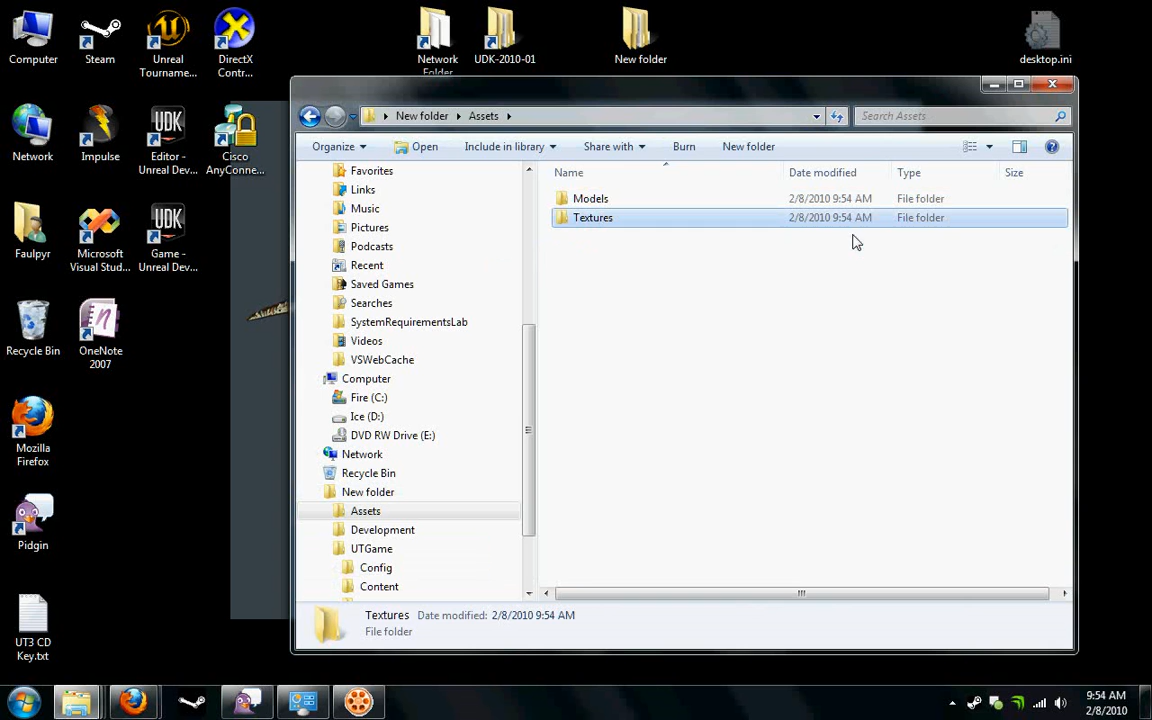 Computer
Steam
Unreal
Tourname...
DirectX
Contr...
Network
Folder
UDK-2010-01
New folder
desktop.ini
Network
Impulse
Editor -
Unreal Dev...
Cisco
AnyConne...
Faulpyr
Microsoft
Visual Stud...
Game -
Unreal Dev...
Recycle Bin
OneNote
2007
Mozilla
Firefox
Pidgin
UT3 CD
Key.txt
New folder
Assets
Search Assets
Organize
Open
Include in library
Share with
Burn
New folder
Favorites
Links
Music
Pictures
Podcasts
Recent
Saved Games
Searches
SystemRequirementsLab
Videos
VSWebCache
Computer
Fire (C:)
Ice (D:)
DVD RW Drive (E:)
Network
Recycle Bin
New folder
Assets
Development
UTGame
Config
Content
Name Date modified Type Size
Models 2/8/2010 9:54 AM File folder
Textures 2/8/2010 9:54 AM File folder
Textures Date modified: 2/8/2010 9:54 AM
File folder
9:54 AM
2/8/2010